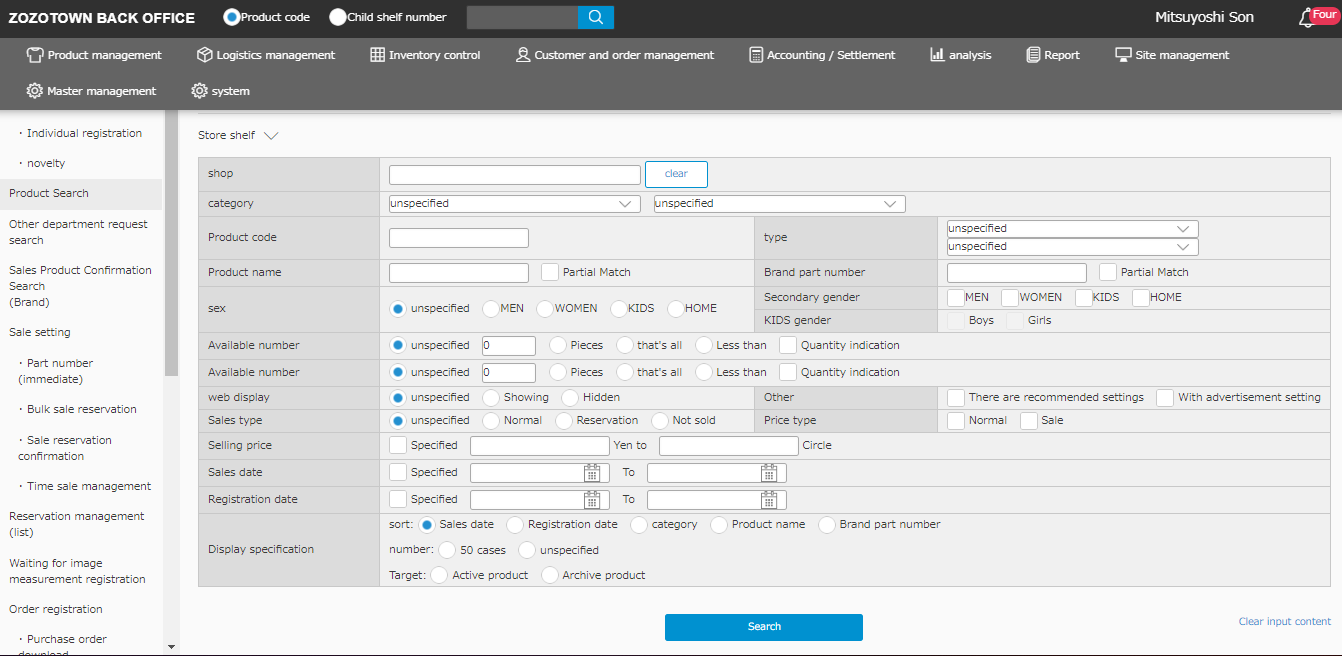 ZOZOTOWN BACK OFFICE Product code Child shelf number Mitsuyoshi Son Four
Product management Logistics management Inventory control Customer and order management Accounting / Settlement analysis Report Site management
Master management system
・Individual registration
・novelty
Product Search
Other department request
search
Sales Product Confirmation
Search
(Brand)
Sale setting
・Part number
(immediate)
・Bulk sale reservation
・Sale reservation
confirmation
・Time sale management
Reservation management
(list)
Waiting for image
measurement registration
Order registration
・Purchase order
download
Store shelf
shop clear
category unspecified unspecified
Product code type unspecified
unspecified
Product name Partial Match Brand part number Partial Match
sex unspecified MEN WOMEN KIDS HOME
Secondary gender MEN WOMEN KIDS HOME
KIDS gender Boys Girls
Available number unspecified 0 Pieces that's all Less than Quantity indication
Available number unspecified 0 Pieces that's all Less than Quantity indication
web display unspecified Showing Hidden Other There are recommended settings With advertisement setting
Sales type unspecified Normal Reservation Not sold Price type Normal Sale
Selling price Specified Yen to Circle
Sales date Specified To
Registration date Specified To
Display specification
sort: Sales date Registration date category Product name Brand part number
number: 50 cases unspecified
Target: Active product Archive product
Search
Clear input content